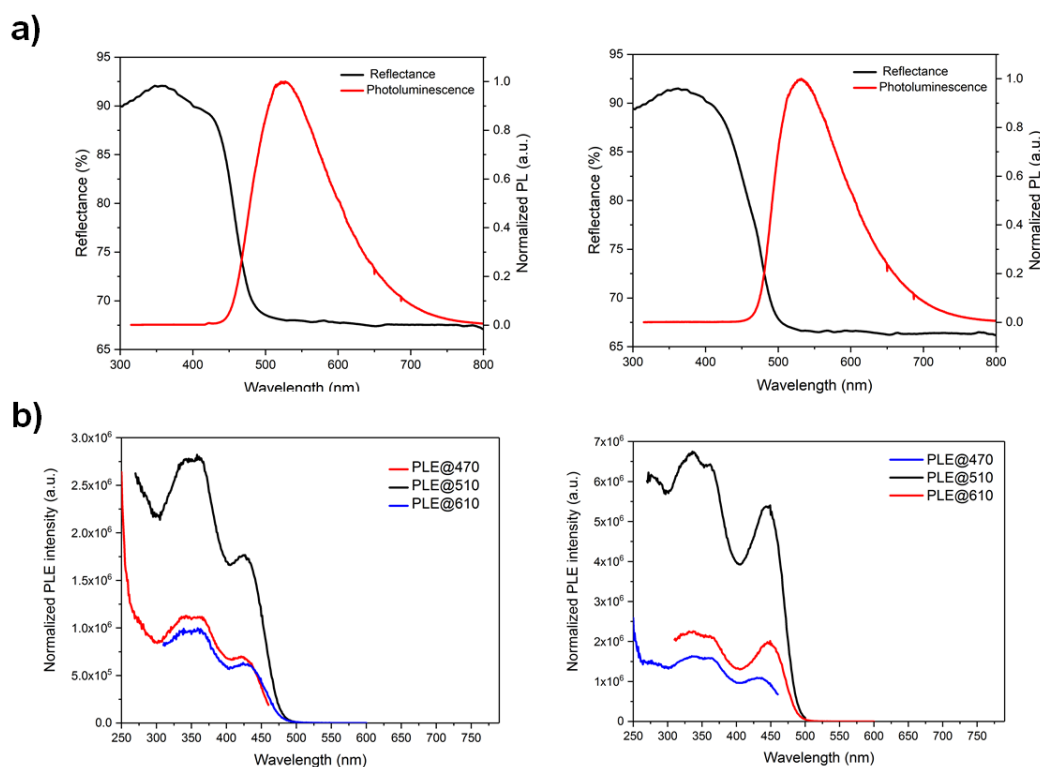 a)
95
90
85
80
75
70
65
Reflectance (%)
Reflectance
Photoluminescence
1.0
0.8
0.6
0.4
0.2
0.0
Normalized PL (a.u.)
300 400 500 600 700 800
Wavelength (nm)
95
90
85
80
75
70
65
Reflectance (%)
Reflectance
Photoluminescence
1.0
0.8
0.6
0.4
0.2
0.0
Normalized PL (a.u.)
300 400 500 600 700 800
Wavelength (nm)
b)
3.0x10⁶
2.5x10⁶
2.0x10⁶
1.5x10⁶
1.0x10⁶
5.0x10⁵
0.0
Normalized PLE intensity (a.u.)
PLE@470
PLE@510
PLE@610
250 300 350 400 450 500 550 600 650 700 750
Wavelength (nm)
7x10⁶
6x10⁶
5x10⁶
4x10⁶
3x10⁶
2x10⁶
1x10⁶
0
Normalized PLE intensity (a.u.)
PLE@470
PLE@510
PLE@610
250 300 350 400 450 500 550 600 650 700 750
Wavelength (nm)